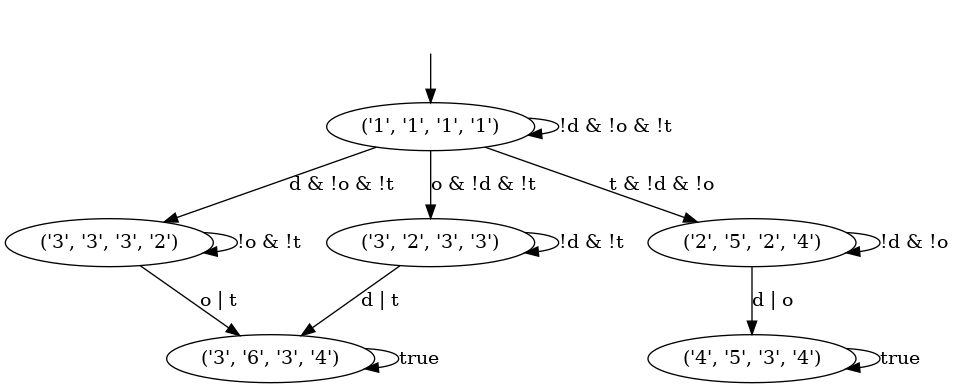 ('1', '1', '1', '1')
!d & !o & !t
d & !o & !t
o & !d & !t
t & !d & !o
('3', '3', '3', '2')
!o & !t
('3', '2', '3', '3')
!d & !t
('2', '5', '2', '4')
!d & !o
o | t
d | t
d | o
('3', '6', '3', '4')
true
('4', '5', '3', '4')
true